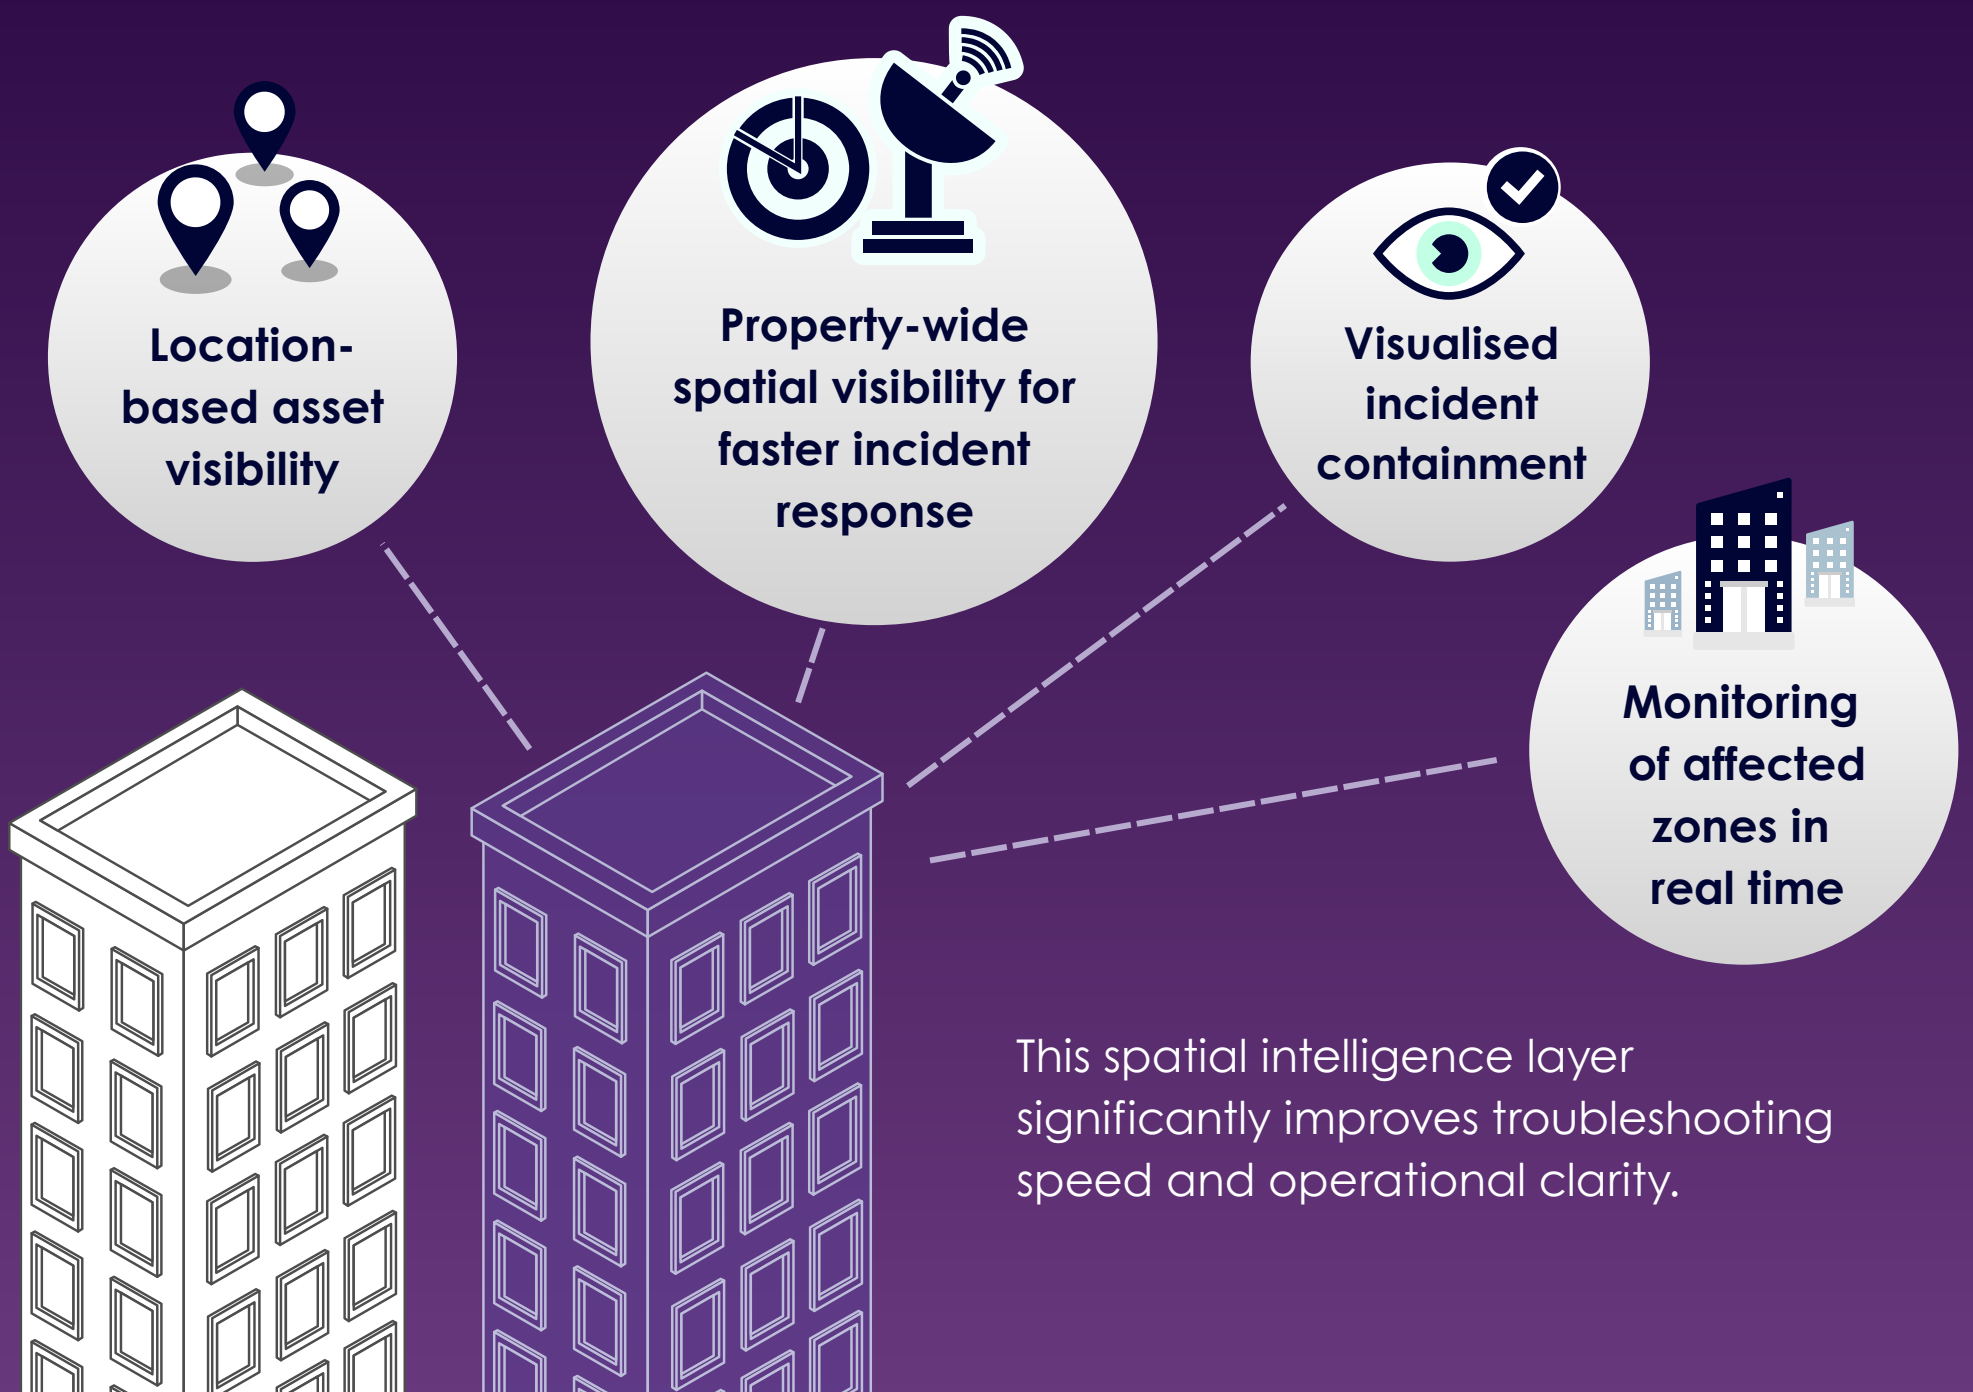 Location-
based asset
visibility
Property-wide
spatial visibility for
faster incident
response
Visualised
incident
containment
Monitoring
of affected
zones in
real time
This spatial intelligence layer
significantly improves troubleshooting
speed and operational clarity.